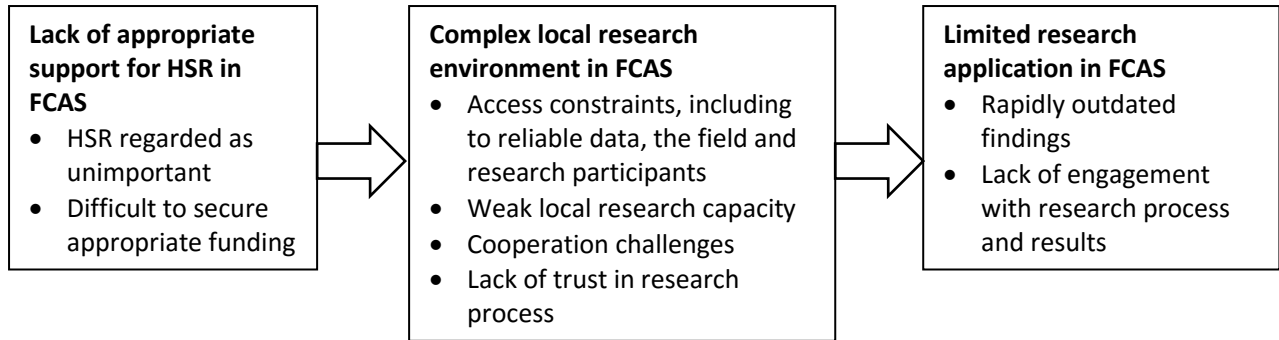 Lack of appropriate
support for HSR in
FCAS
• HSR regarded as
unimportant
• Difficult to secure
appropriate funding
Complex local research
environment in FCAS
• Access constraints, including
to reliable data, the field and
research participants
• Weak local research capacity
• Cooperation challenges
• Lack of trust in research
process
Limited research
application in FCAS
• Rapidly outdated
findings
• Lack of engagement
with research process
and results